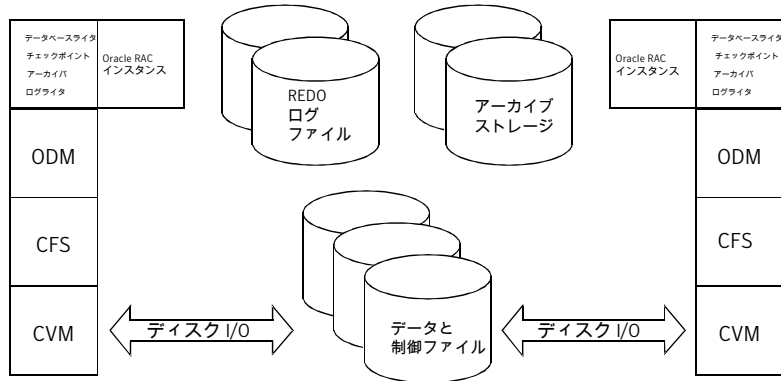 データベースライタ
チェックポイント
アーカイバ
ログライタ
Oracle RAC
インスタンス
ODM
CFS
CVM
REDO
ログ
ファイル
アーカイブ
ストレージ
ディスク I/O
データと
制御ファイル
ディスク I/O
Oracle RAC
インスタンス
データベースライタ
チェックポイント
アーカイバ
ログライタ
ODM
CFS
CVM